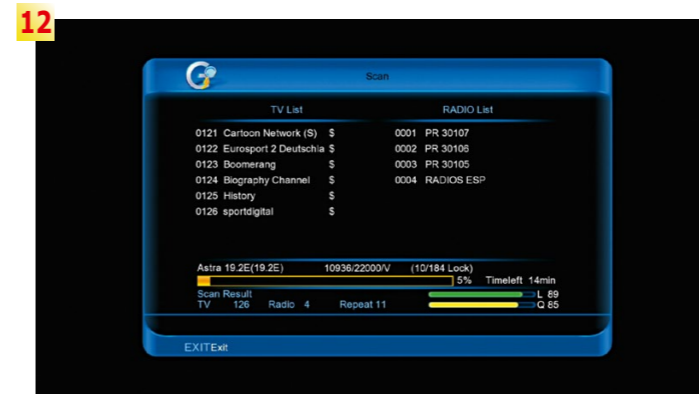 12
Scan
TV List RADIO List
0121 Cartoon Network (S) $ 0001 PR 30107
0122 Eurosport 2 Deutschla $ 0002 PR 30106
0123 Boomerang $ 0003 PR 30105
0124 Biography Channel $ 0004 RADIOS ESP
0125 History $
0126 sportdigital $
Astra 19.2E(19.2E) 10936/22000/V (10/184 Lock)
5% Timeleft 14min
Scan Result L 89
TV 126 Radio 4 Repeat 11 Q 85
EXITExit